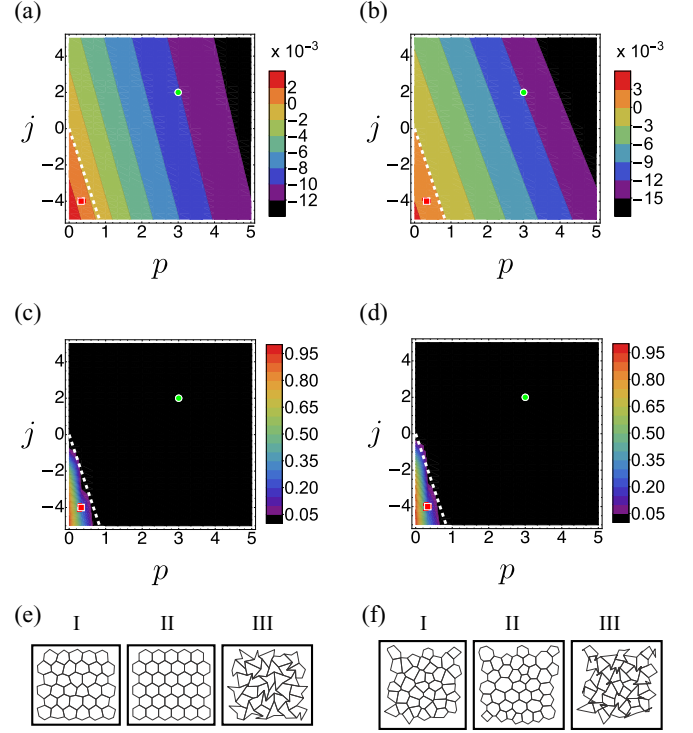 (a) (b)
× 10⁻³ × 10⁻³
4 2 0 −2 −4
j
0 1 2 3 4 5
p
2 0 −2 −4 −6 −8 −10 −12
4 2 0 −2 −4
j
0 1 2 3 4 5
p
3 0 −3 −6 −9 −12 −15
(c) (d)
4 2 0 −2 −4
j
0 1 2 3 4 5
p
0.95 0.80 0.65 0.50 0.35 0.20 0.05
4 2 0 −2 −4
j
0 1 2 3 4 5
p
0.95 0.80 0.65 0.50 0.35 0.20 0.05
(e) (f)
I II III I II III